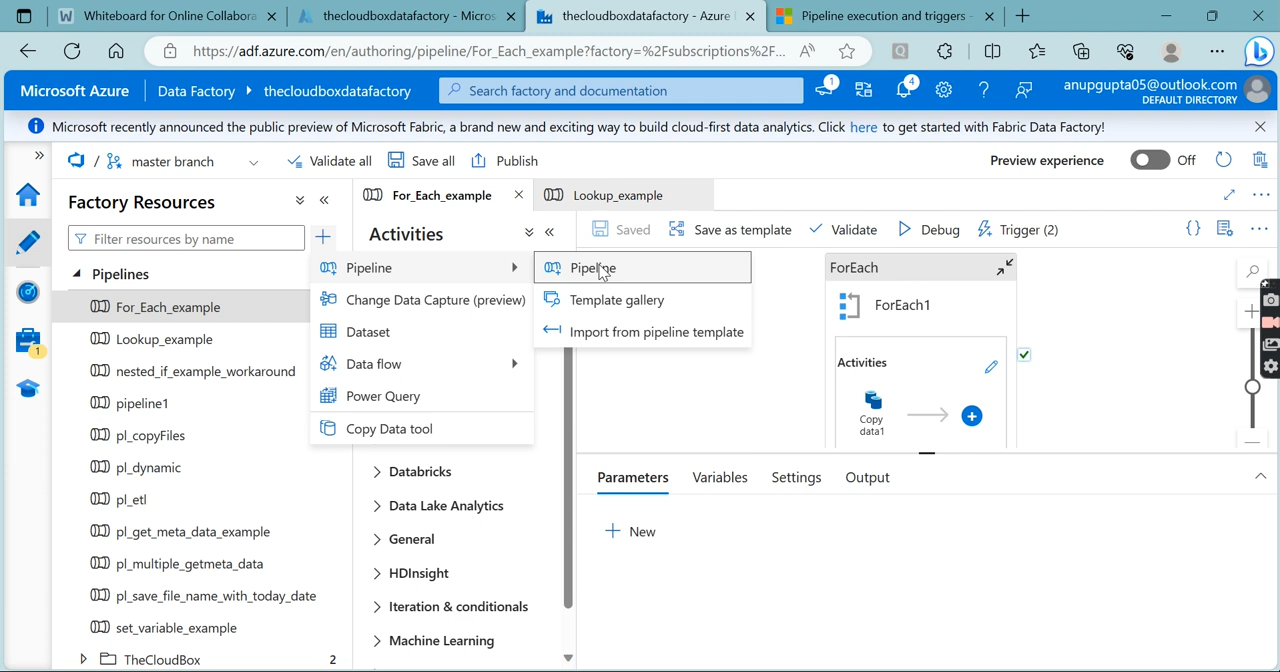 Whiteboard for Online Collabora
thecloudboxdatafactory - Micros
thecloudboxdatafactory - Azure
Pipeline execution and triggers -
https://adf.azure.com/en/authoring/pipeline/For_Each_example?factory=%2Fsubscriptions%2F...
Microsoft Azure
Data Factory
thecloudboxdatafactory
Search factory and documentation
1
4
anupgupta05@outlook.com
DEFAULT DIRECTORY
Microsoft recently announced the public preview of Microsoft Fabric, a brand new and exciting way to build cloud-first data analytics. Click here to get started with Fabric Data Factory!
/ master branch
Validate all
Save all
Publish
Preview experience
Off
Factory Resources
For_Each_example
Lookup_example
Filter resources by name
Activities
Saved
Save as template
Validate
Debug
Trigger (2)
Pipelines
For_Each_example
Lookup_example
nested_if_example_workaround
pipeline1
pl_copyFiles
pl_dynamic
pl_etl
pl_get_meta_data_example
pl_multiple_getmeta_data
pl_save_file_name_with_today_date
set_variable_example
TheCloudBox
2
1
Pipeline
Change Data Capture (preview)
Dataset
Data flow
Power Query
Copy Data tool
Pipeline
Template gallery
Import from pipeline template
Databricks
Data Lake Analytics
General
HDInsight
Iteration & conditionals
Machine Learning
ForEach
ForEach1
Activities
Copy
data1
Parameters
Variables
Settings
Output
New